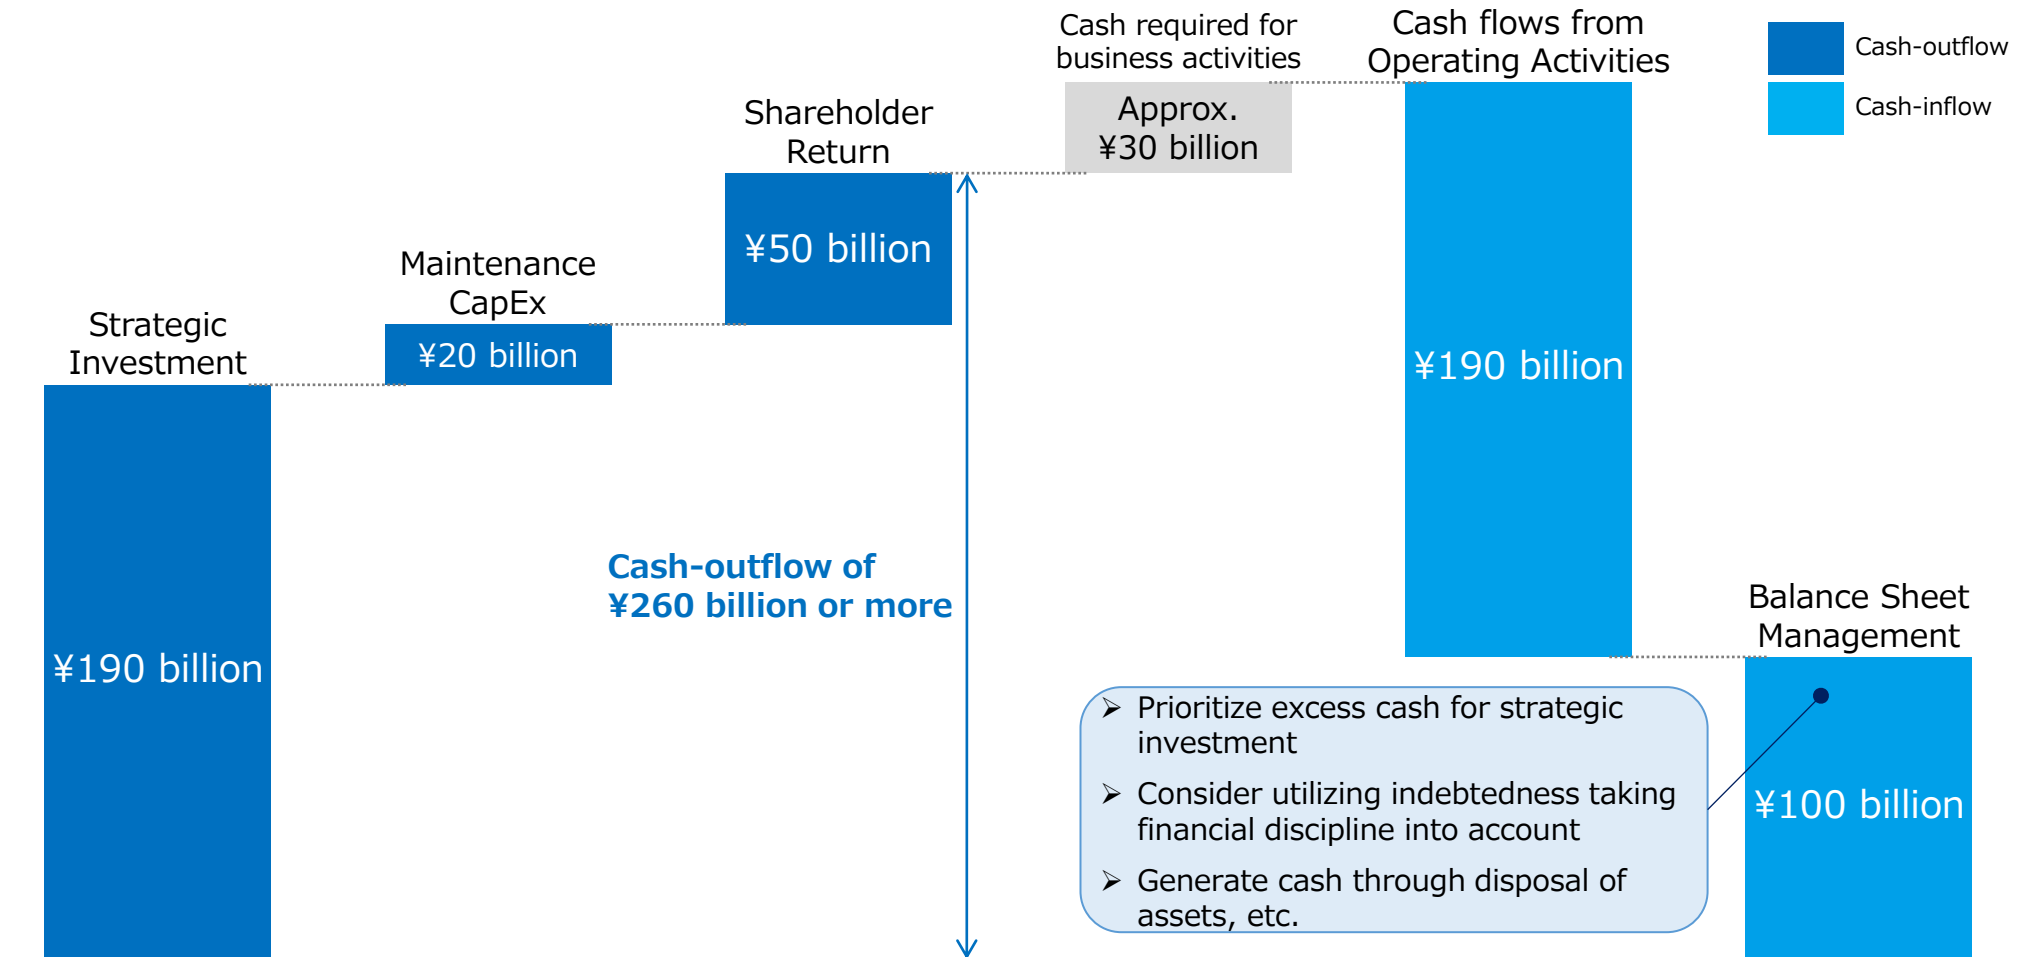 Strategic
Investment
¥190 billion
Maintenance
CapEx
¥20 billion
Shareholder
Return
¥50 billion
Cash-outflow of
¥260 billion or more
Cash required for
business activities
Approx.
¥30 billion
Cash flows from
Operating Activities
¥190 billion
Balance Sheet
Management
¥100 billion
Cash-outflow
Cash-inflow
➢ Prioritize excess cash for strategic
investment
➢ Consider utilizing indebtedness taking
financial discipline into account
➢ Generate cash through disposal of
assets, etc.